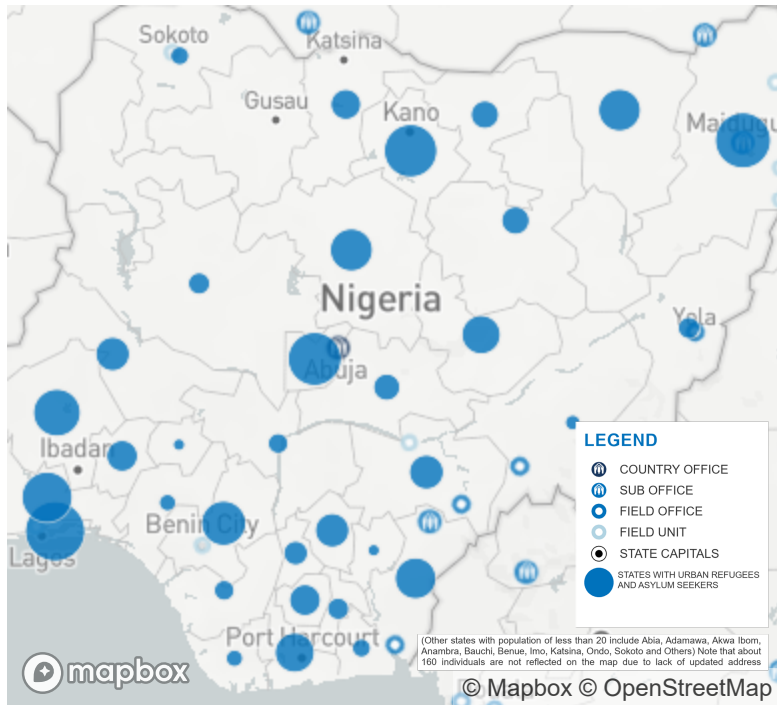 Sokoto
Katsina
Gusau
Kano
Nigeria
Yola
Abuja
Ibadan
Benin City
Lagos
Port Harcourt
LEGEND
COUNTRY OFFICE
SUB OFFICE
FIELD OFFICE
FIELD UNIT
STATE CAPITALS
STATES WITH URBAN REFUGEES
AND ASYLUM SEEKERS
(Other states with population of less than 20 include Abia, Adamawa, Akwa Ibom,
Anambra, Bauchi, Benue, Imo, Katsina, Ondo, Sokoto and Others) Note that about
160 individuals are not reflected on the map due to lack of updated address
mapbox
© Mapbox © OpenStreetMap